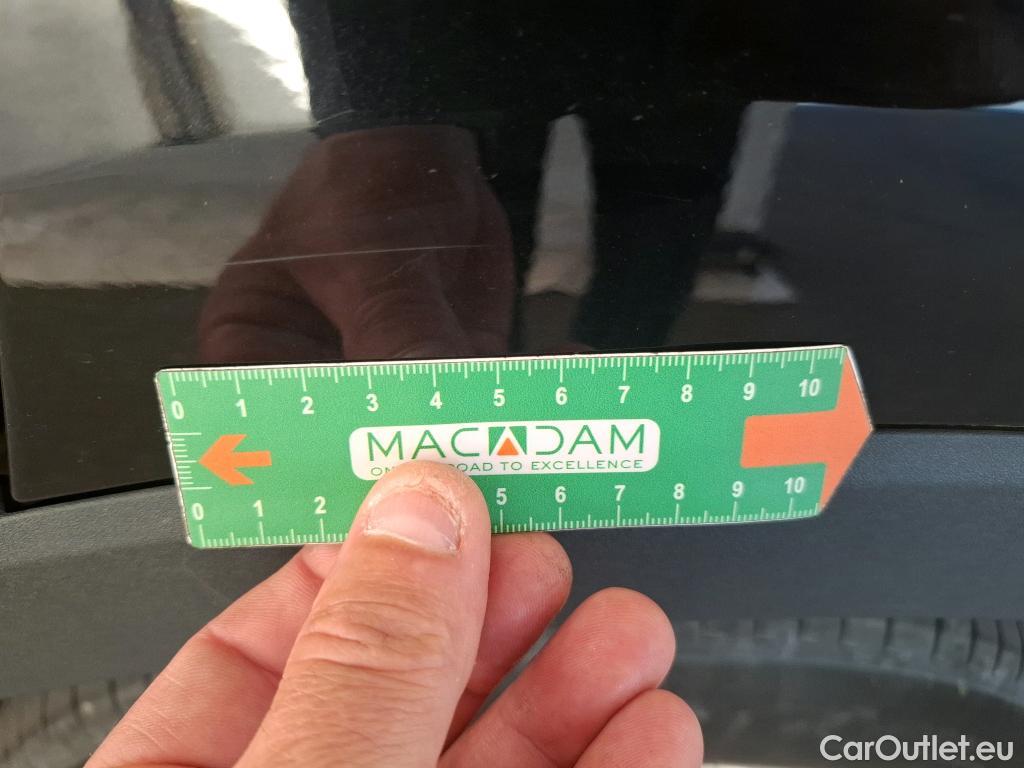 0 1 2 3 4 5 6 7 8 9 10
MACADAM
ON ROAD TO EXCELLENCE
0 1 2 5 6 7 8 9 10
CarOutlet.eu